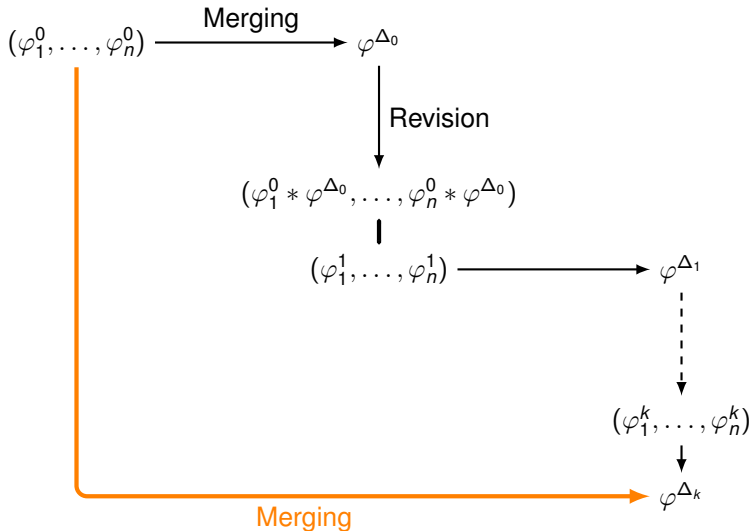 Merging
(φ₁⁰, . . . , φₙ⁰) φ^Δ₀
Revision
(φ₁⁰ ∗ φ^Δ₀, . . . , φₙ⁰ ∗ φ^Δ₀)
(φ₁¹, . . . , φₙ¹) φ^Δ₁
(φ₁ᵏ, . . . , φₙᵏ)
φ^Δₖ
Merging